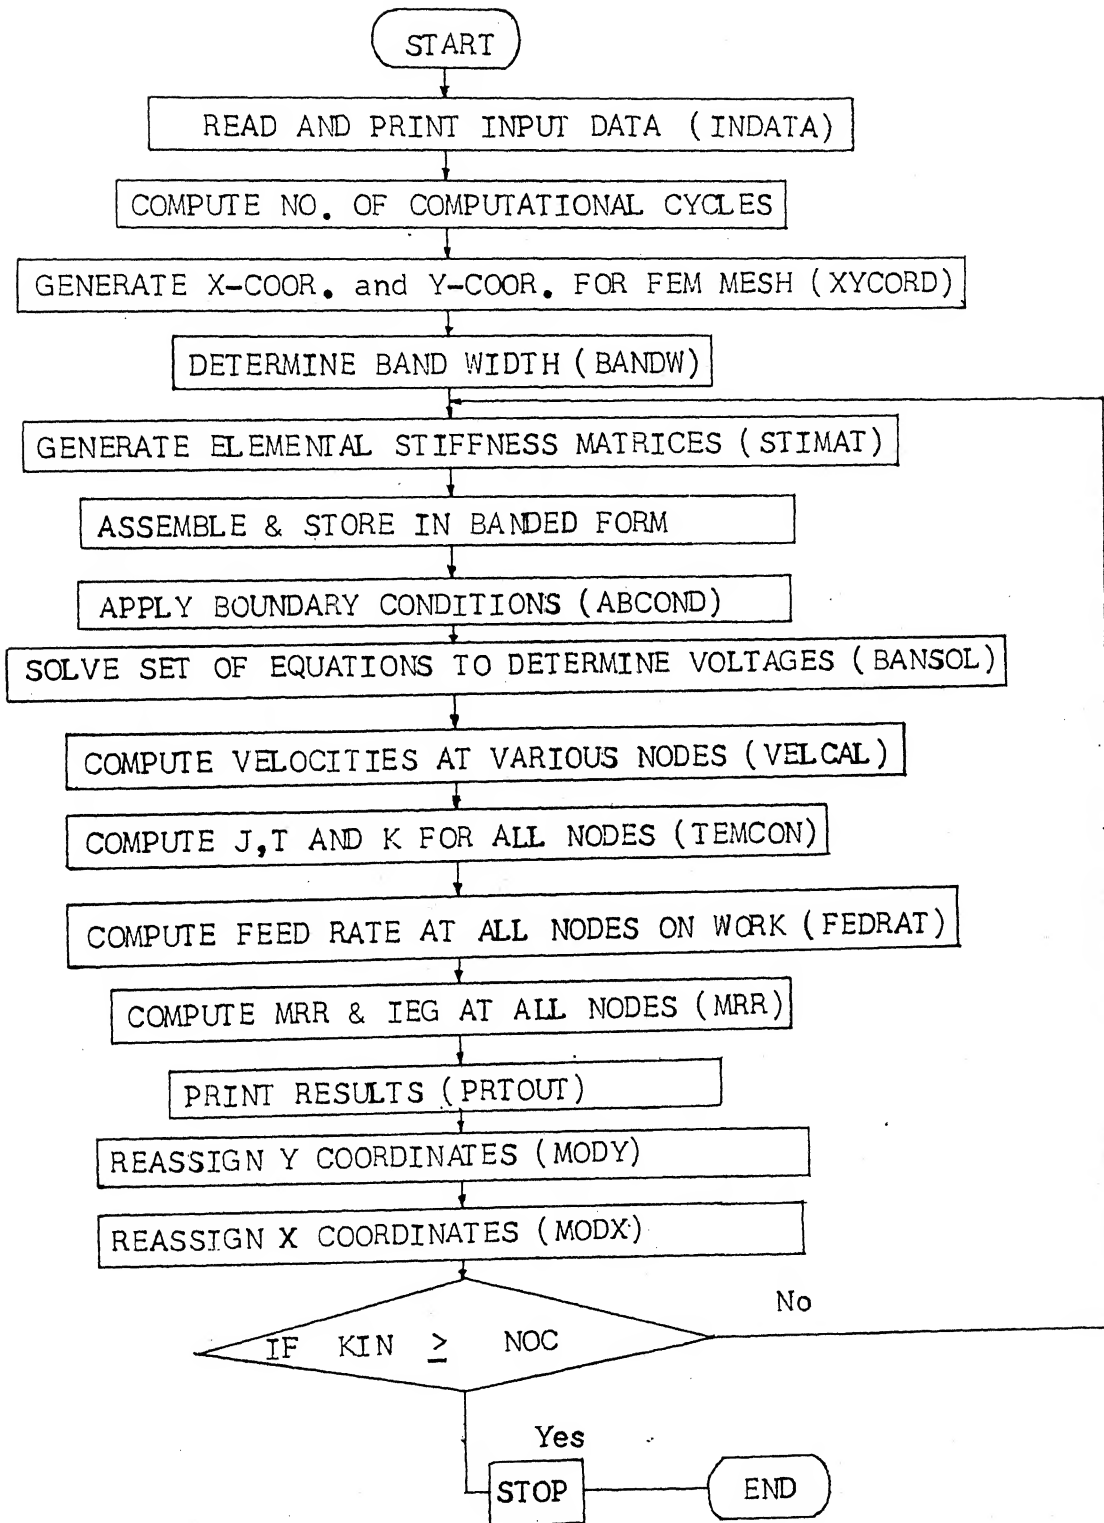 START
READ AND PRINT INPUT DATA (INDATA)
COMPUTE NO. OF COMPUTATIONAL CYCLES
GENERATE X-COOR. and Y-COOR. FOR FEM MESH (XYCORD)
DETERMINE BAND WIDTH (BANDW)
GENERATE ELEMENTAL STIFFNESS MATRICES (STIMAT)
ASSEMBLE & STORE IN BANDED FORM
APPLY BOUNDARY CONDITIONS (ABCOND)
SOLVE SET OF EQUATIONS TO DETERMINE VOLTAGES (BANSOL)
COMPUTE VELOCITIES AT VARIOUS NODES (VELCAL)
COMPUTE J,T AND K FOR ALL NODES (TEMCON)
COMPUTE FEED RATE AT ALL NODES ON WORK (FEDRAT)
COMPUTE MRR & IEG AT ALL NODES (MRR)
PRINT RESULTS (PRTOUT)
REASSIGN Y COORDINATES (MODY)
REASSIGN X COORDINATES (MODX)
No
IF KIN ≥ NOC
Yes
STOP
END